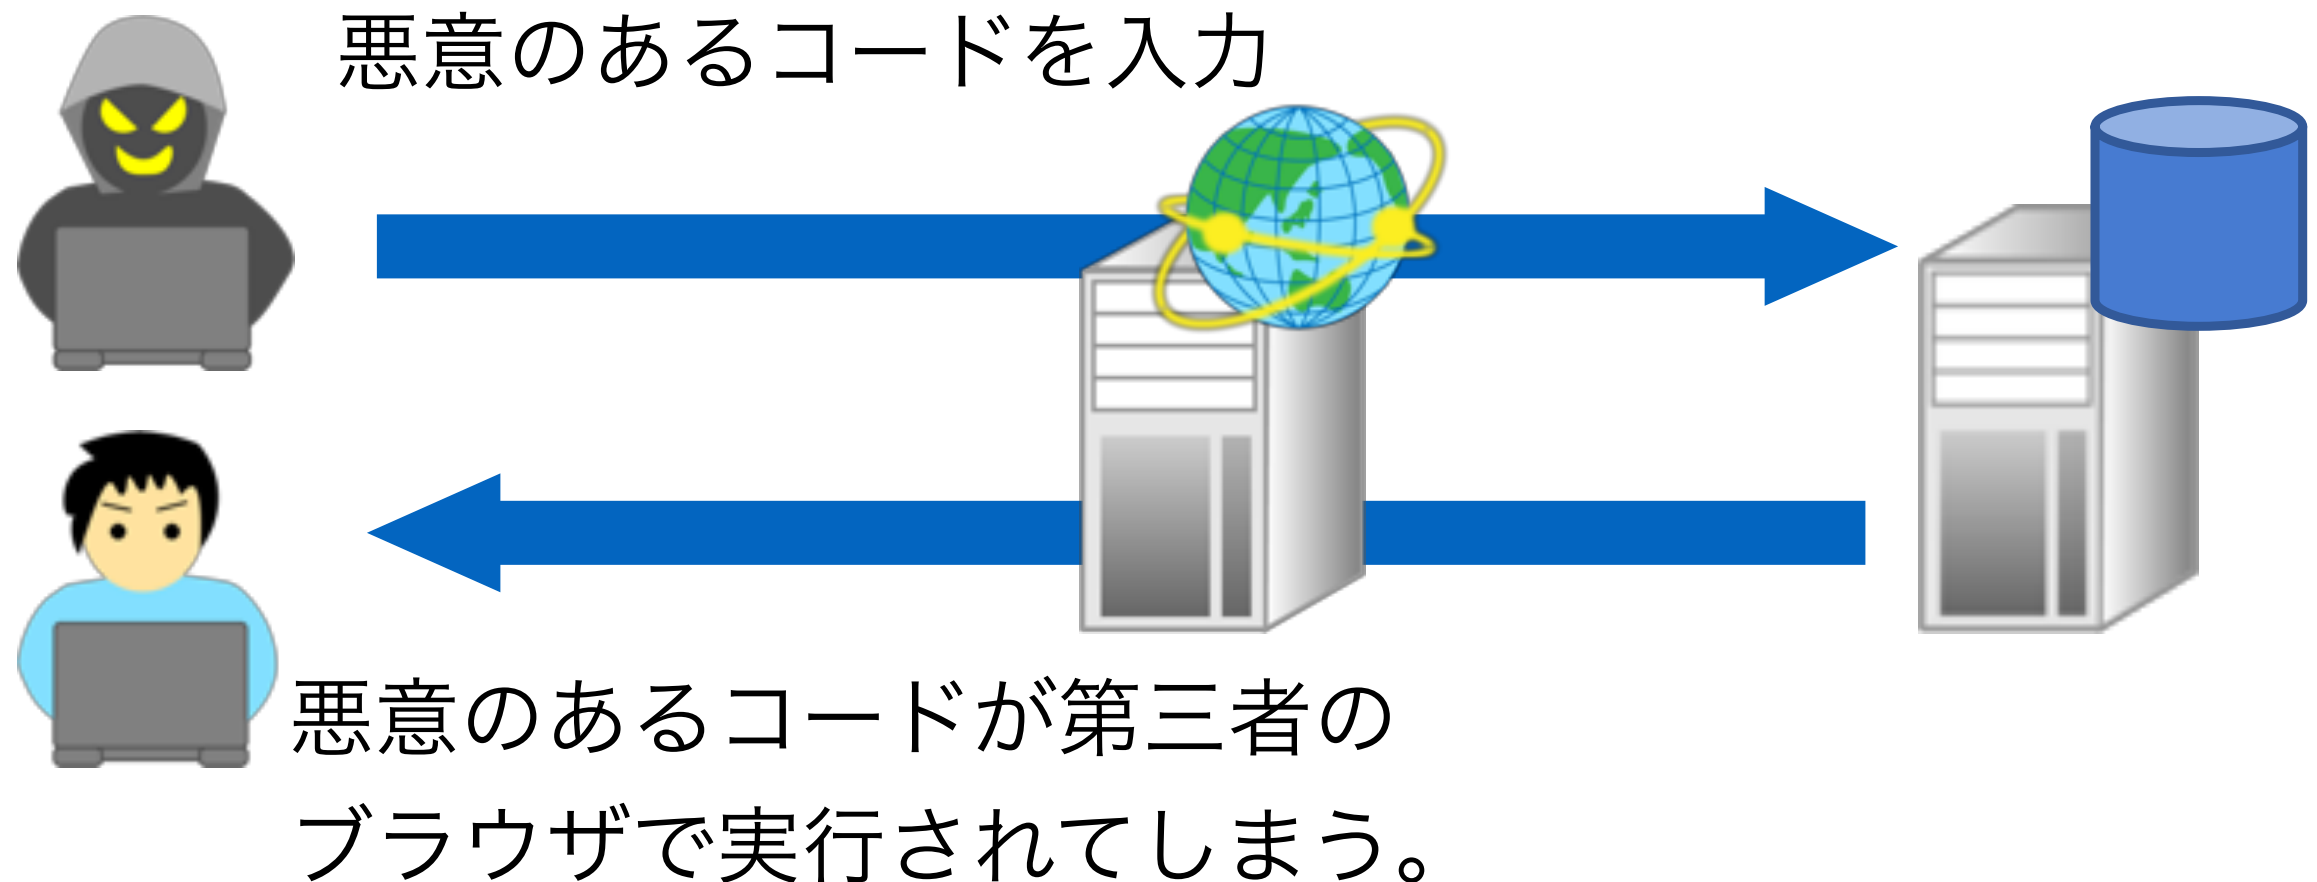 悪意のあるコードを入力
悪意のあるコードが第三者の
ブラウザで実行されてしまう。